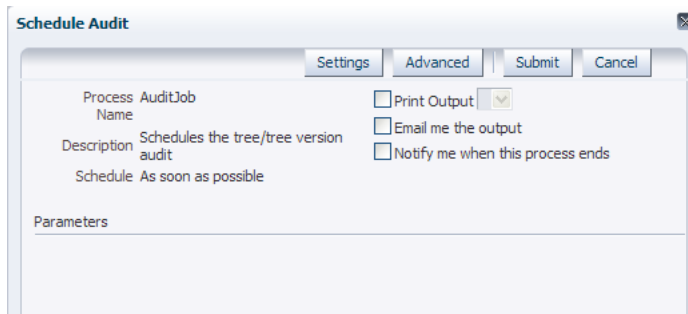 Schedule Audit
Settings Advanced Submit Cancel
Process Name AuditJob
Description Schedules the tree/tree version audit
Schedule As soon as possible
Print Output
Email me the output
Notify me when this process ends
Parameters